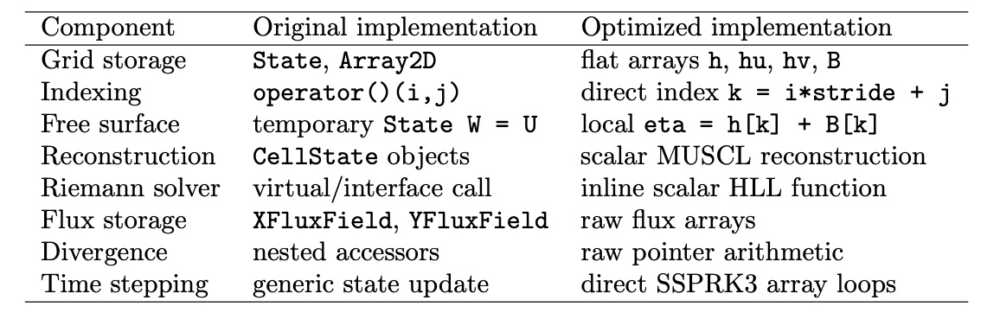 Component Original implementation Optimized implementation
Grid storage State, Array2D flat arrays h, hu, hv, B
Indexing operator()(i,j) direct index k = i*stride + j
Free surface temporary State W = U local eta = h[k] + B[k]
Reconstruction CellState objects scalar MUSCL reconstruction
Riemann solver virtual/interface call inline scalar HLL function
Flux storage XFluxField, YFluxField raw flux arrays
Divergence nested accessors raw pointer arithmetic
Time stepping generic state update direct SSPRK3 array loops